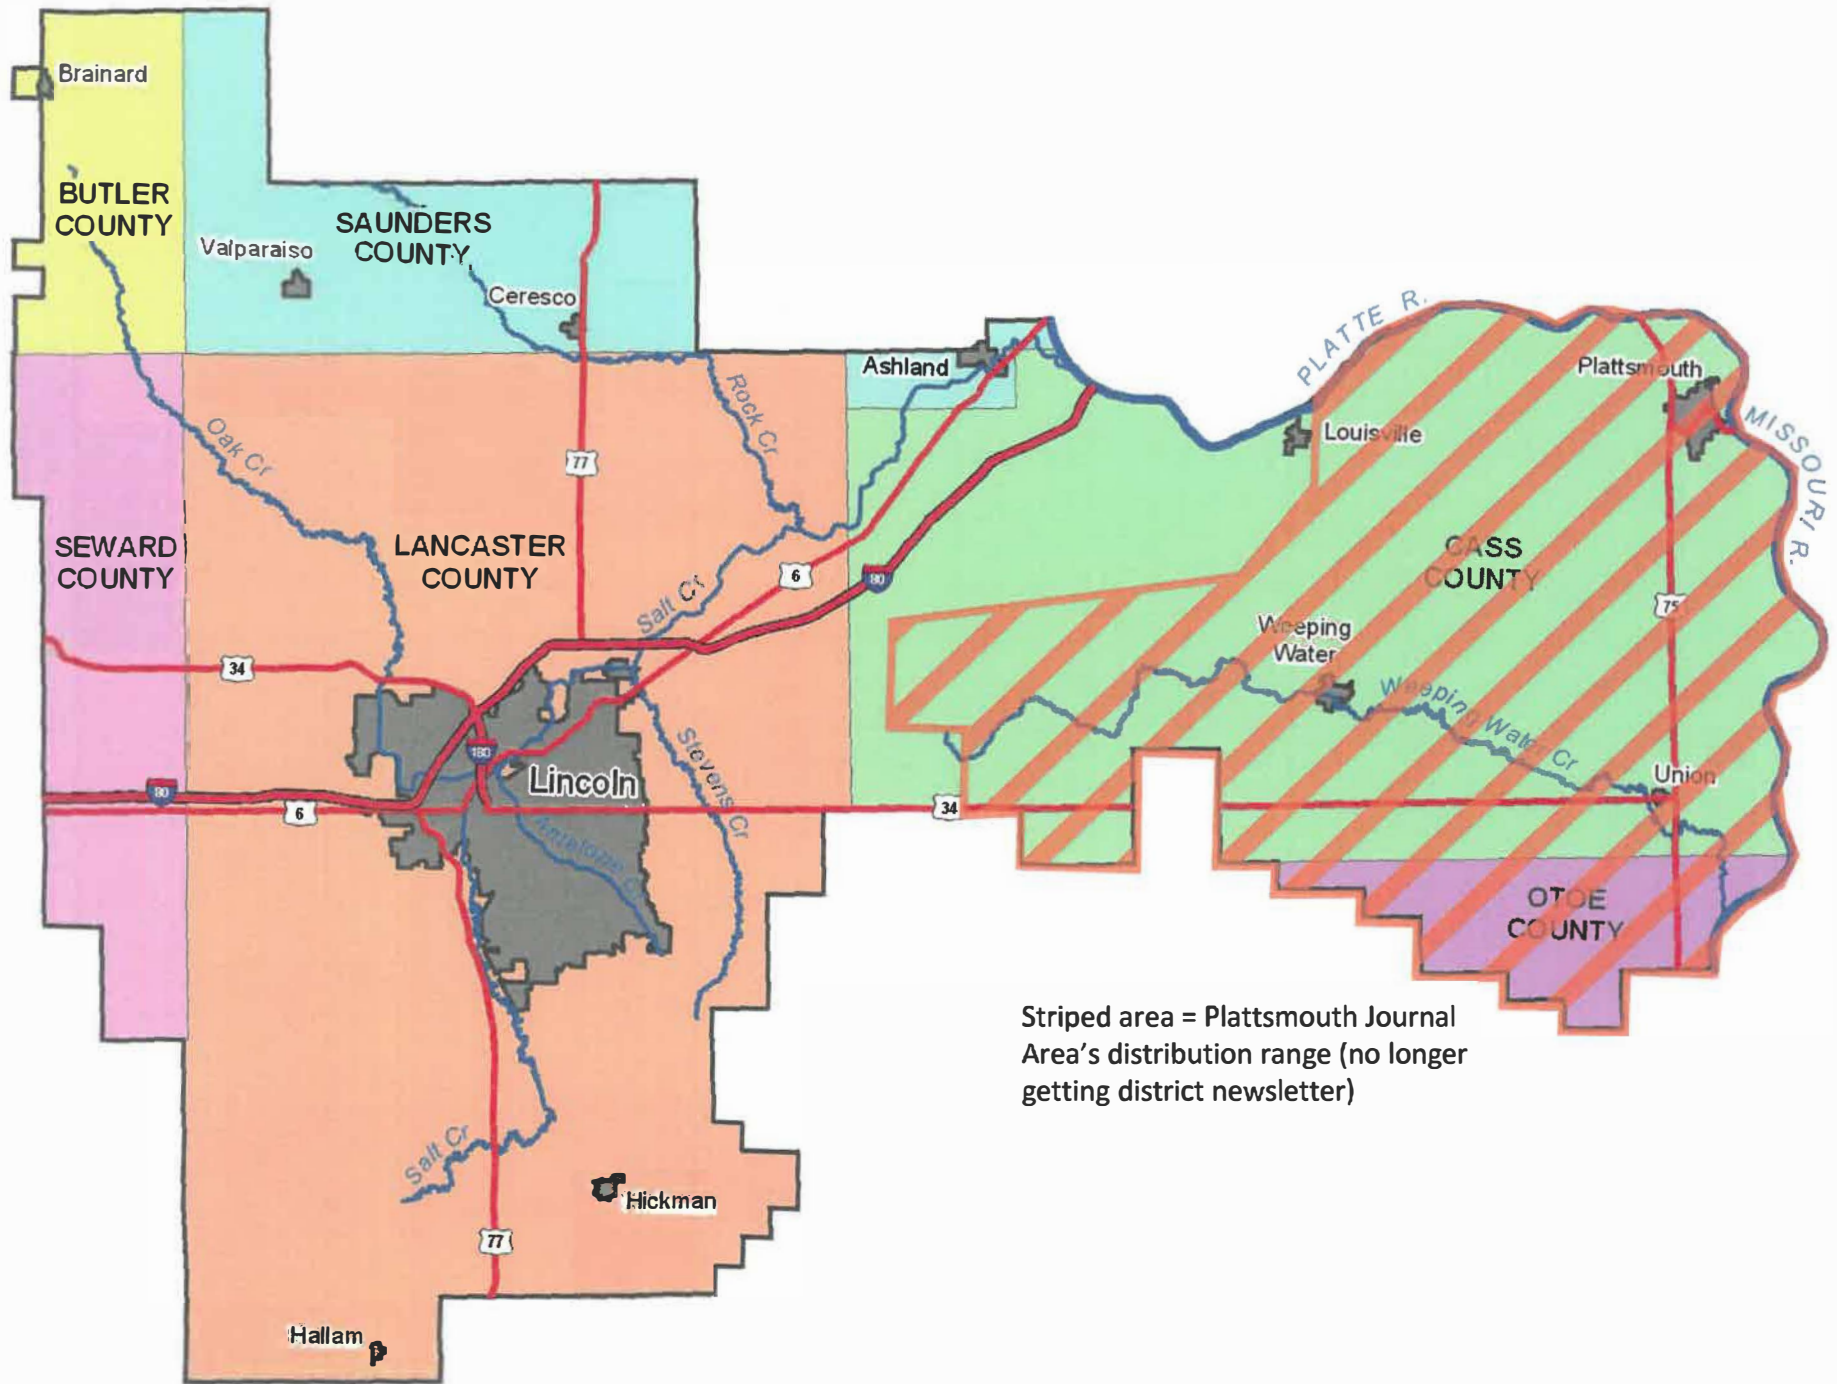 Brainard
BUTLER
COUNTY
Valparaiso
SAUNDERS
COUNTY
Ceresco
Ashland
PLATTE R.
Plattsmouth
MISSOURI R.
Louisville
Rock Cr
Oak Cr
77
SEWARD
COUNTY
LANCASTER
COUNTY
CASS
COUNTY
6
80
Salt Cr
75
Weeping
Water
34
Weeping Water Cr
180
Stevens Cr
Lincoln
Union
80
6
34
Antelope Cr
OTOE
COUNTY
Striped area = Plattsmouth Journal
Area's distribution range (no longer
getting district newsletter)
Salt Cr
Hickman
77
Hallam